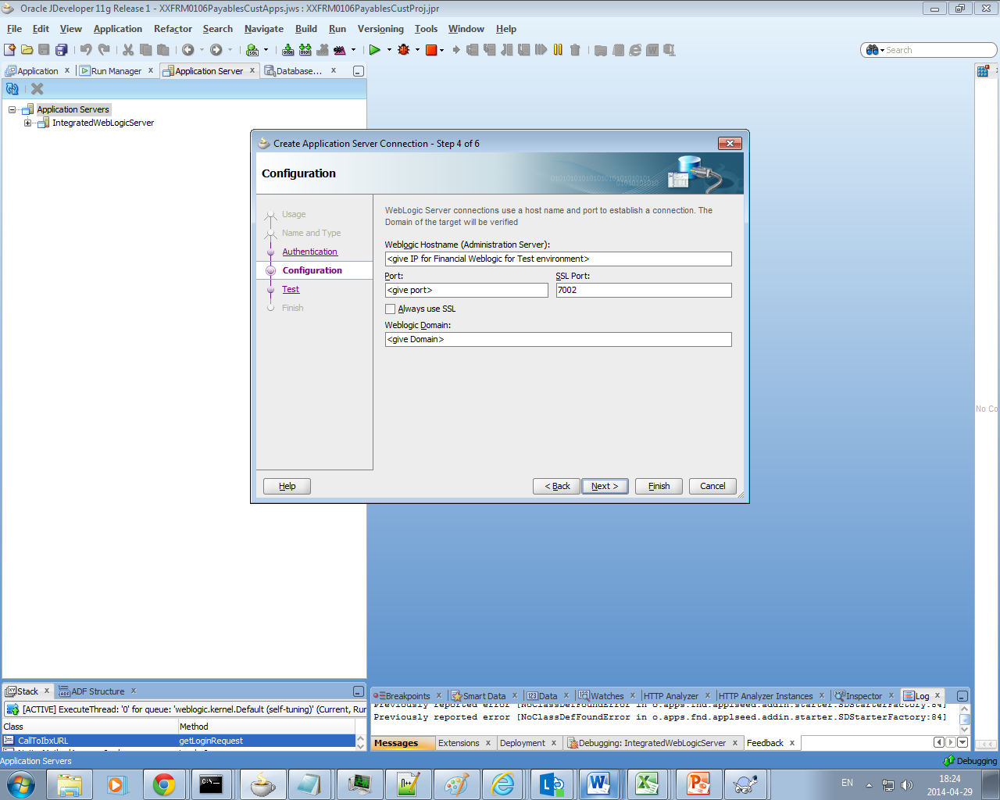 Oracle JDeveloper 11g Release 1 - XXFRM0106PayablesCustApps.jws : XXFRM0106PayablesCustProj.jpr
File Edit View Application Refactor Search Navigate Build Run Versioning Tools Window Help
Search
Application x Run Manager x Application Server x Database... x
Application Servers
IntegratedWebLogicServer
Create Application Server Connection - Step 4 of 6
Configuration
Usage
Name and Type
Authentication
Configuration
Test
Finish
WebLogic Server connections use a host name and port to establish a connection. The
Domain of the target will be verified
Weblogic Hostname (Administration Server):
<give IP for Financial Weblogic for Test environment>
Port: SSL Port:
<give port> 7002
Always use SSL
Weblogic Domain:
<give Domain>
Help < Back Next > Finish Cancel
No Co
Stack x ADF Structure x
[ACTIVE] ExecuteThread: '0' for queue: 'weblogic.kernel.Default (self-tuning)' (Current, Run
Class Method
CallToIbxURL getLoginRequest
Breakpoints x Smart Data x Data x Watches x HTTP Analyzer x HTTP Analyzer Instances x Inspector x Log x
Previously reported error [NoClassDefFoundError in o.apps.fnd.applseed.addin.starter.SDStarterFactory:84]
Previously reported error [NoClassDefFoundError in o.apps.fnd.applseed.addin.starter.SDStarterFactory:84]
Messages Extensions x Deployment x Debugging: IntegratedWebLogicServer x Feedback x
Application Servers Debugging
EN 18:24
2014-04-29